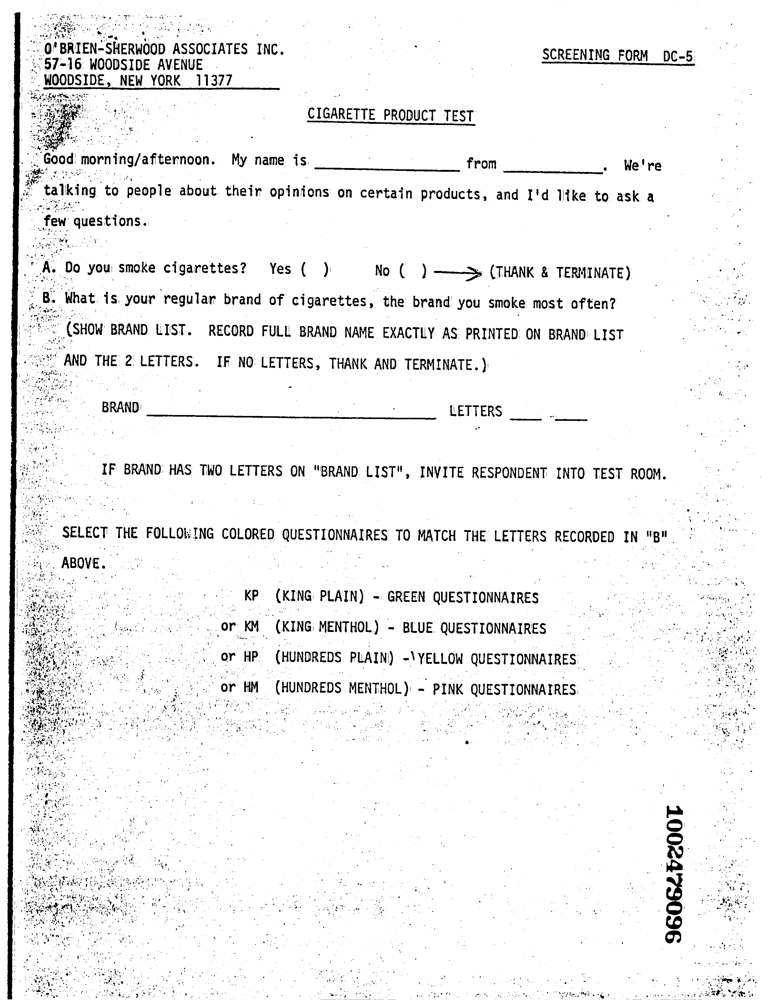 O'BRIEN-SHERWOOD ASSOCIATES INC.
57-16 WOODSIDE AVENUE
WOODSIDE, NEW YORK 11377
SCREENING FORM DC-5
CIGARETTE PRODUCT TEST
Good morning/afternoon. My name is ____________ from __________. We're
talking to people about their opinions on certain products, and I'd like to ask a
few questions.
A. Do you smoke cigarettes? Yes ( ) No ( ) → (THANK & TERMINATE)
B. What is your regular brand of cigarettes, the brand you smoke most often?
(SHOW BRAND LIST. RECORD FULL BRAND NAME EXACTLY AS PRINTED ON BRAND LIST
AND THE 2 LETTERS. IF NO LETTERS, THANK AND TERMINATE.)
BRAND ____________ LETTERS ___ ___
IF BRAND HAS TWO LETTERS ON "BRAND LIST", INVITE RESPONDENT INTO TEST ROOM.
SELECT THE FOLLOWING COLORED QUESTIONNAIRES TO MATCH THE LETTERS RECORDED IN "B"
ABOVE.
KP (KING PLAIN) - GREEN QUESTIONNAIRES
or KM (KING MENTHOL) - BLUE QUESTIONNAIRES
or HP (HUNDREDS PLAIN) - YELLOW QUESTIONNAIRES
or HM (HUNDREDS MENTHOL) - PINK QUESTIONNAIRES
1002479096